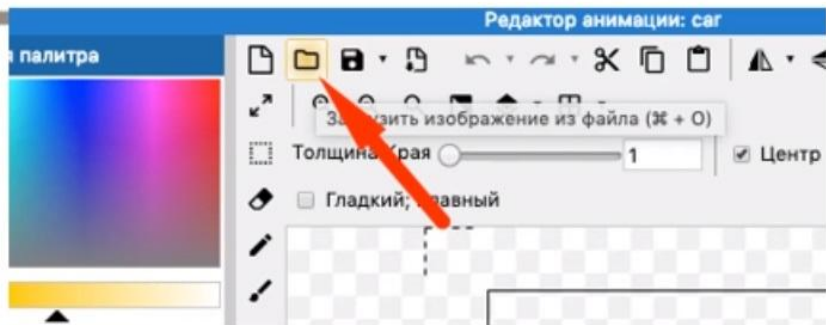 Редактор анимации: car
я палитра
Загрузить изображение из файла (⌘ + O)
Толщина Края 1 Центр
Гладкий; плавный